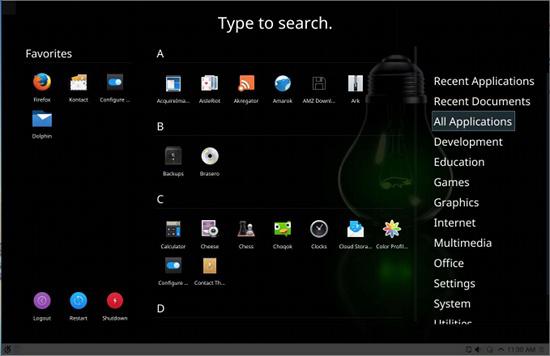 Type to search.
Favorites
Firefox
Kontact
Configure ...
Dolphin
Logout
Restart
Shutdown
A
AcquireIma...
AisleRiot
Akregator
Amarok
AMZ Downl...
Ark
B
Backups
Brasero
C
Calculator
Cheese
Chess
Choqok
Clocks
Cloud Stora...
Color Profil...
Configure ...
Contact Th...
D
Recent Applications
Recent Documents
All Applications
Development
Education
Games
Graphics
Internet
Multimedia
Office
Settings
System
Utilities
11:00 AM